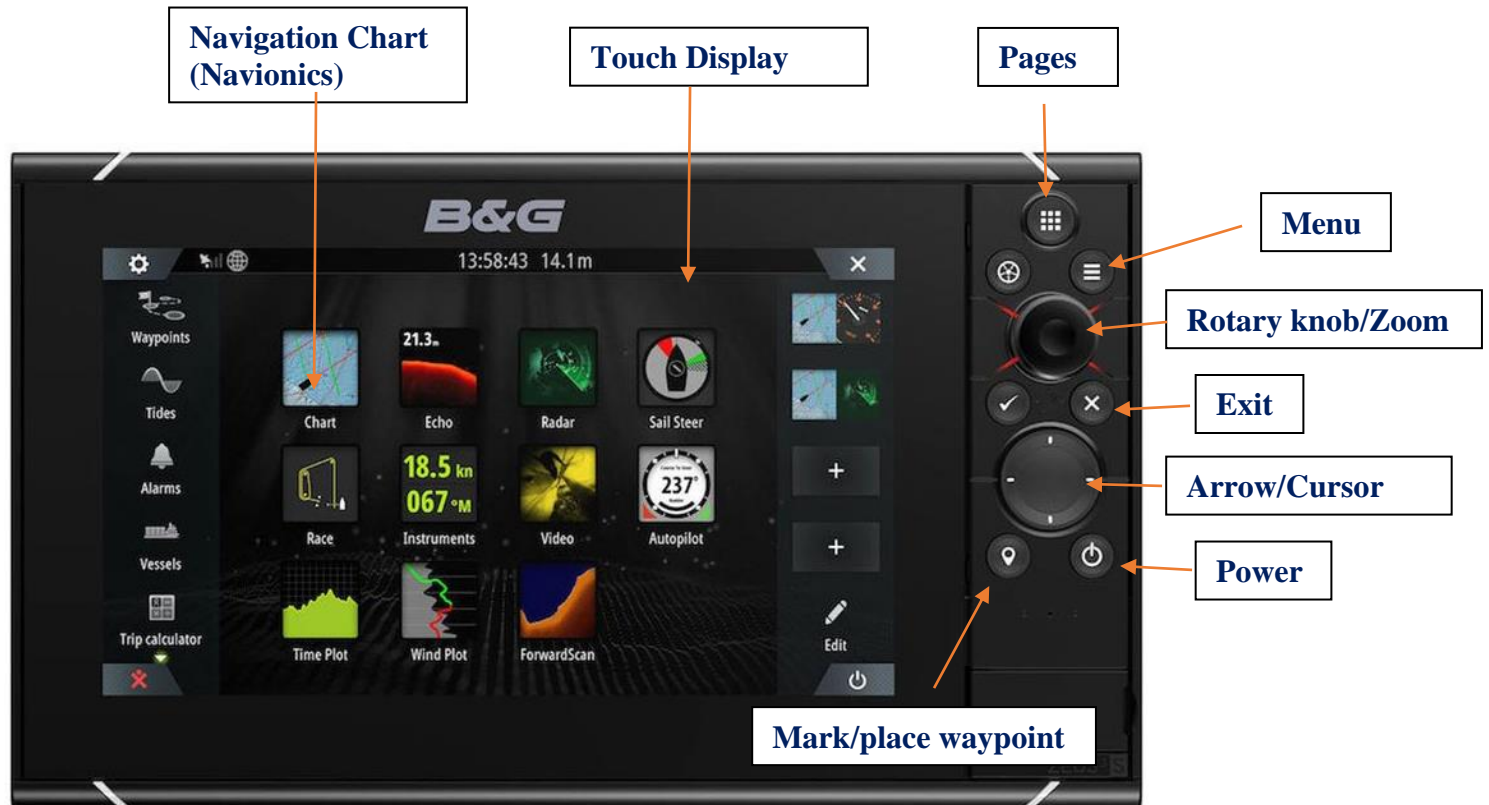 Navigation Chart
(Navionics)
Touch Display
Pages
B&G
13:58:43 14.1 m
Menu
Waypoints
21.3
Rotary knob/Zoom
Chart
Echo
Radar
Sail Steer
Tides
Exit
18.5 kn
067 °M
237°
Alarms
Arrow/Cursor
Race
Instruments
Video
Autopilot
Vessels
Power
Trip calculator
Time Plot
Wind Plot
ForwardScan
Edit
Mark/place waypoint